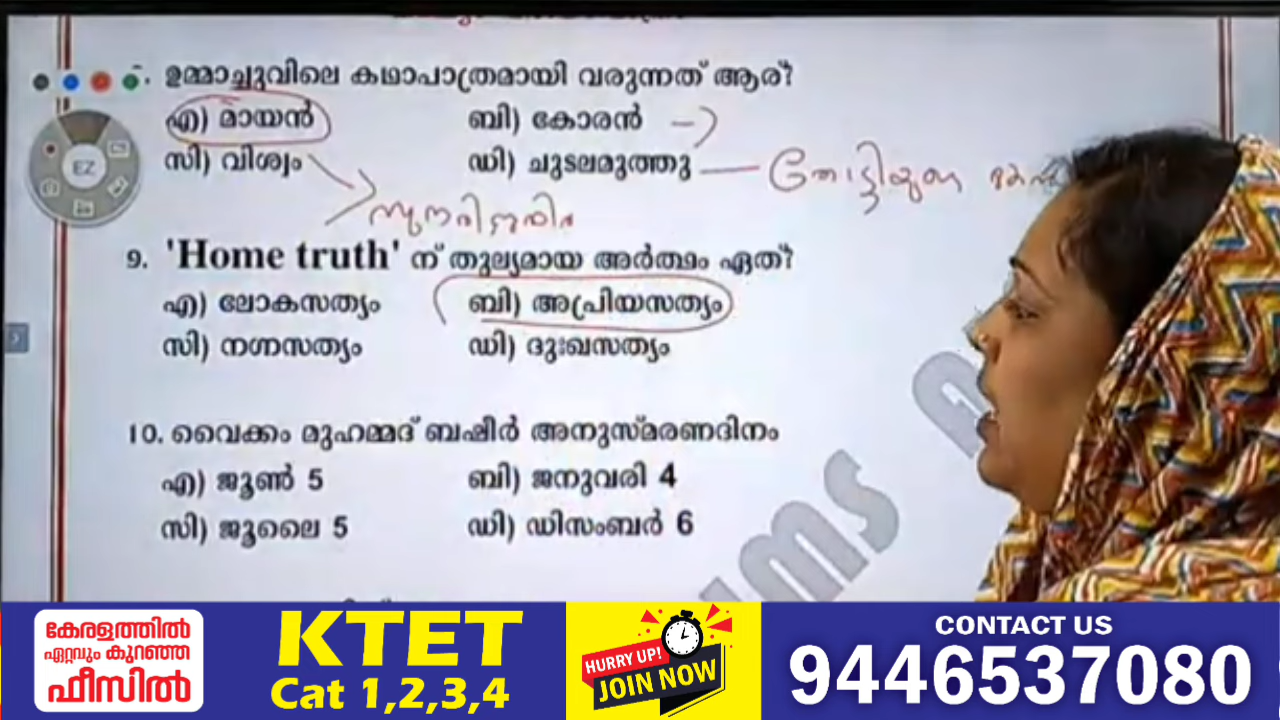 . ഉമ്മാച്ചുവിലെ കഥാപാത്രമായി വരുന്നത് ആര്?
എ) മായൻ ബി) കോരൻ
സി) വിശ്വം ഡി) ചുടലമുത്തു
EZ
9. 'Home truth' ന് തുല്യമായ അർത്ഥം ഏത്?
എ) ലോകസത്യം ബി) അപ്രിയസത്യം
സി) നഗ്നസത്യം ഡി) ദുഃഖസത്യം
10. വൈക്കം മുഹമ്മദ് ബഷീർ അനുസ്മരണദിനം
എ) ജൂൺ 5 ബി) ജനുവരി 4
സി) ജൂലൈ 5 ഡി) ഡിസംബർ 6
ms
കേരളത്തിൽ
ഏറ്റവും കുറഞ്ഞ
ഫീസിൽ
KTET
Cat 1,2,3,4
HURRY UP!
JOIN NOW
CONTACT US
9446537080